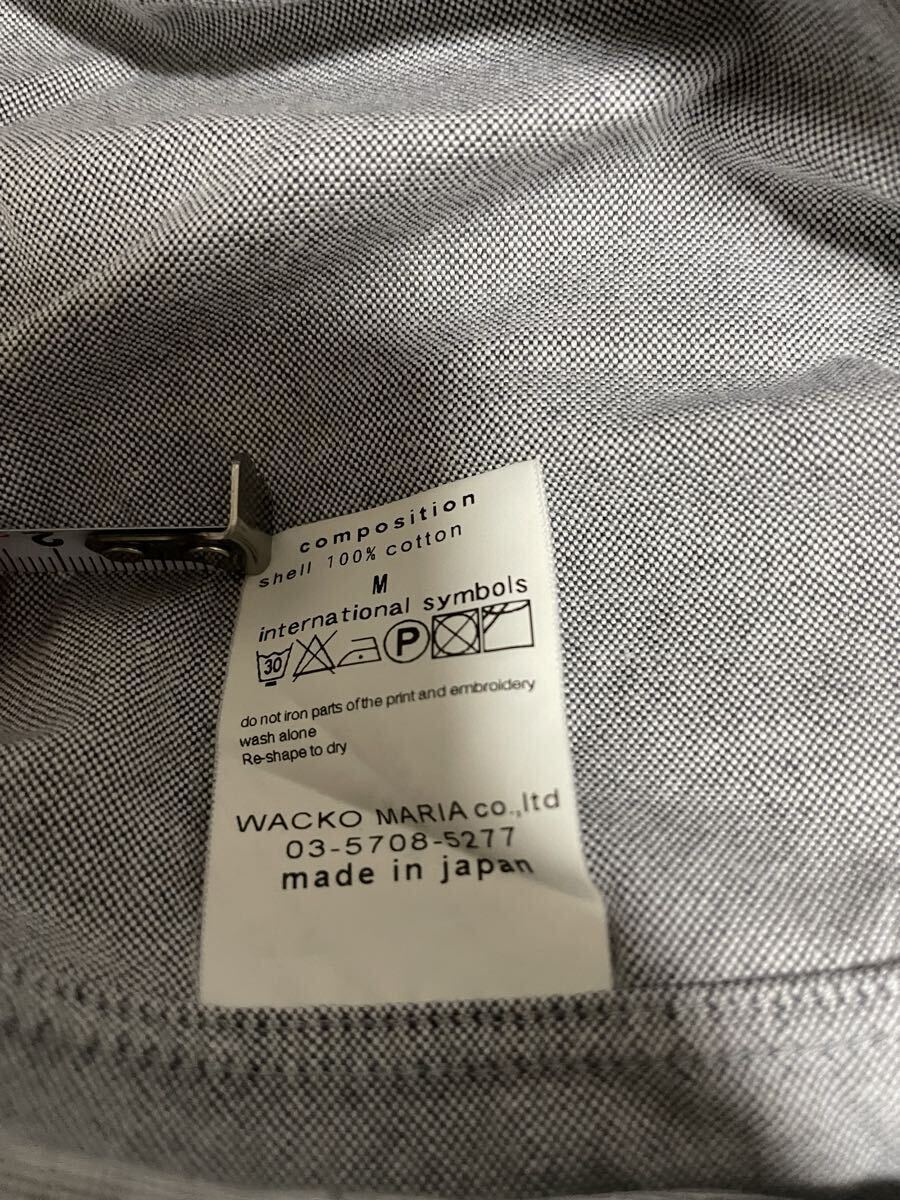 2
composition
shell 100% cotton
M
international symbols
30 P
do not iron parts of the print and embroidery
wash alone
Re-shape to dry
WACKO MARIA co.,ltd
03-5708-5277
made in japan